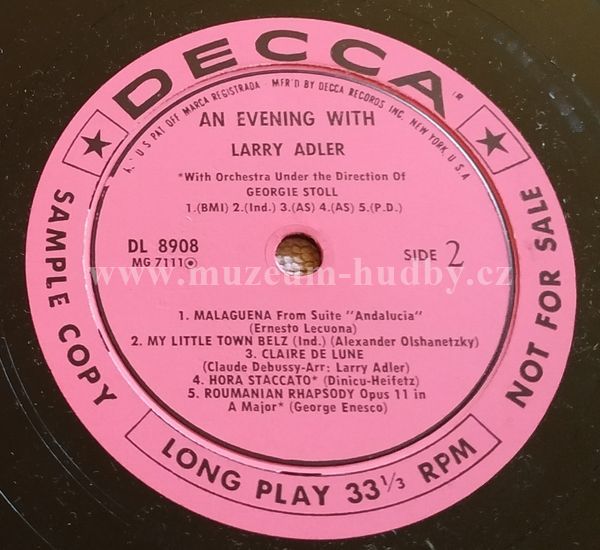 DECCA
U S PAT OFF MARCA REGISTRADA MFR'D BY DECCA RECORDS INC. NEW YORK, U.S.A
AN EVENING WITH
LARRY ADLER
*With Orchestra Under the Direction Of
GEORGIE STOLL
1.(BMI) 2.(Ind.) 3.(AS) 4.(AS) 5.(P.D.)
DL 8908
MG 7111
SIDE 2
www.muzeum-hudby.cz
1. MALAGUENA From Suite "Andalucia"
(Ernesto Lecuona)
2. MY LITTLE TOWN BELZ (Ind.) (Alexander Olshanetzky)
3. CLAIRE DE LUNE
(Claude Debussy-Arr: Larry Adler)
4. HORA STACCATO* (Dinicu-Heifetz)
5. ROUMANIAN RHAPSODY Opus 11 in
A Major* (George Enesco)
SAMPLE COPY
LONG PLAY 33⅓ RPM
NOT FOR SALE